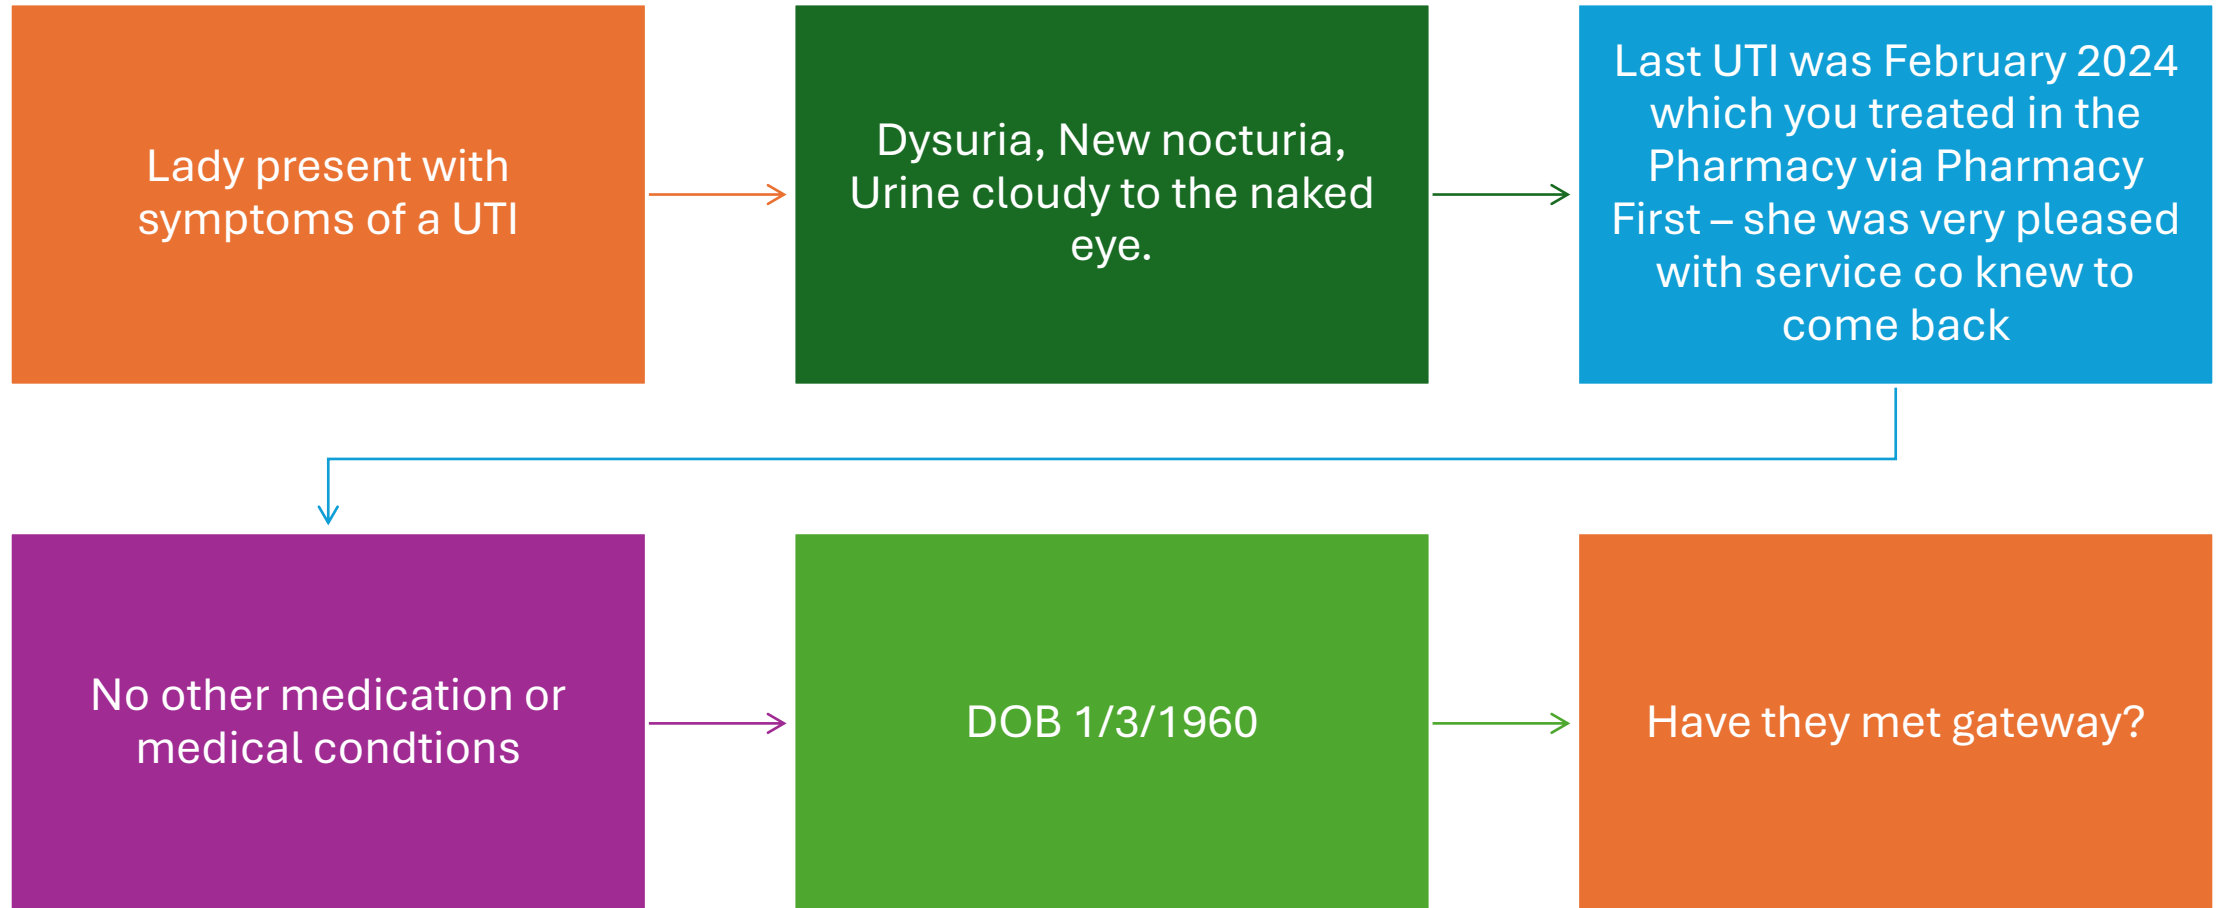 Lady present with
symptoms of a UTI
Dysuria, New nocturia,
Urine cloudy to the naked
eye.
Last UTI was February 2024
which you treated in the
Pharmacy via Pharmacy
First – she was very pleased
with service co knew to
come back
No other medication or
medical condtions
DOB 1/3/1960
Have they met gateway?